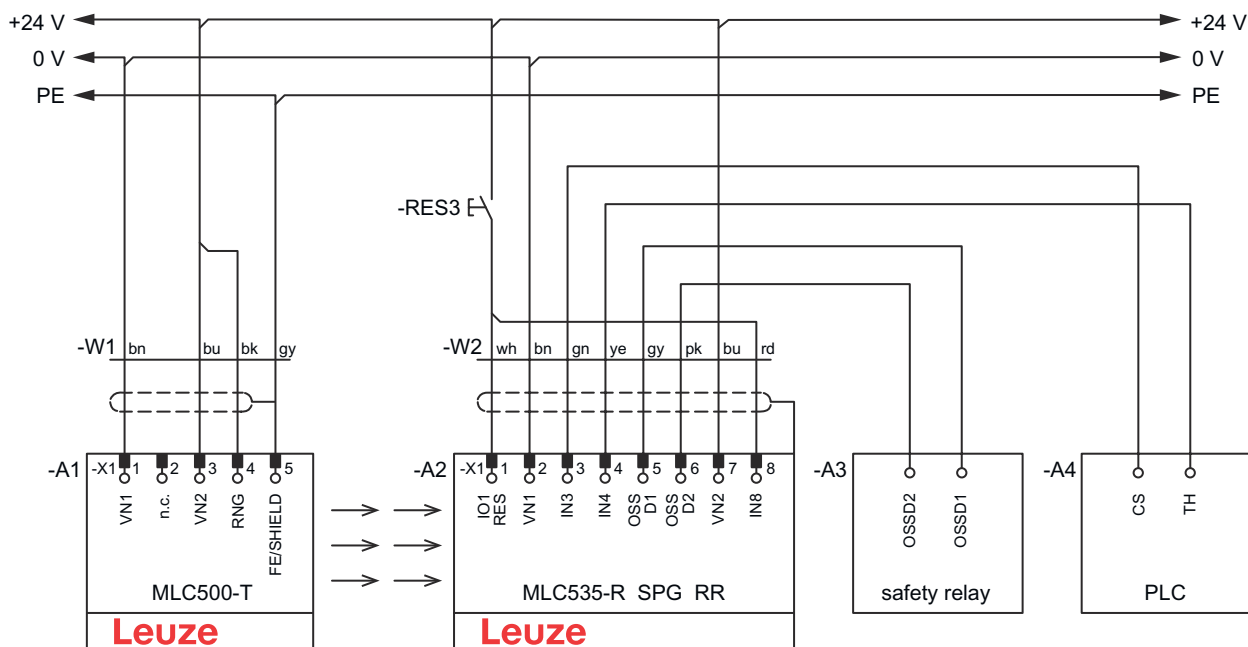 +24 V +24 V
0 V 0 V
PE PE
-RES3
-W1 bn bu bk gy
-W2 wh bn gn ye gy pk bu rd
-A1 -X1 1 2 3 4 5
-A2 -X1 1 2 3 4 5 6 7 8
-A3
-A4
VN1
n.c.
VN2
RNG
FE/SHIELD
IO1
RES
VN1
IN3
IN4
OSS
D1
OSS
D2
VN2
IN8
OSSD2
OSSD1
CS
TH
MLC500-T
MLC535-R SPG RR
safety relay
PLC
Leuze
Leuze